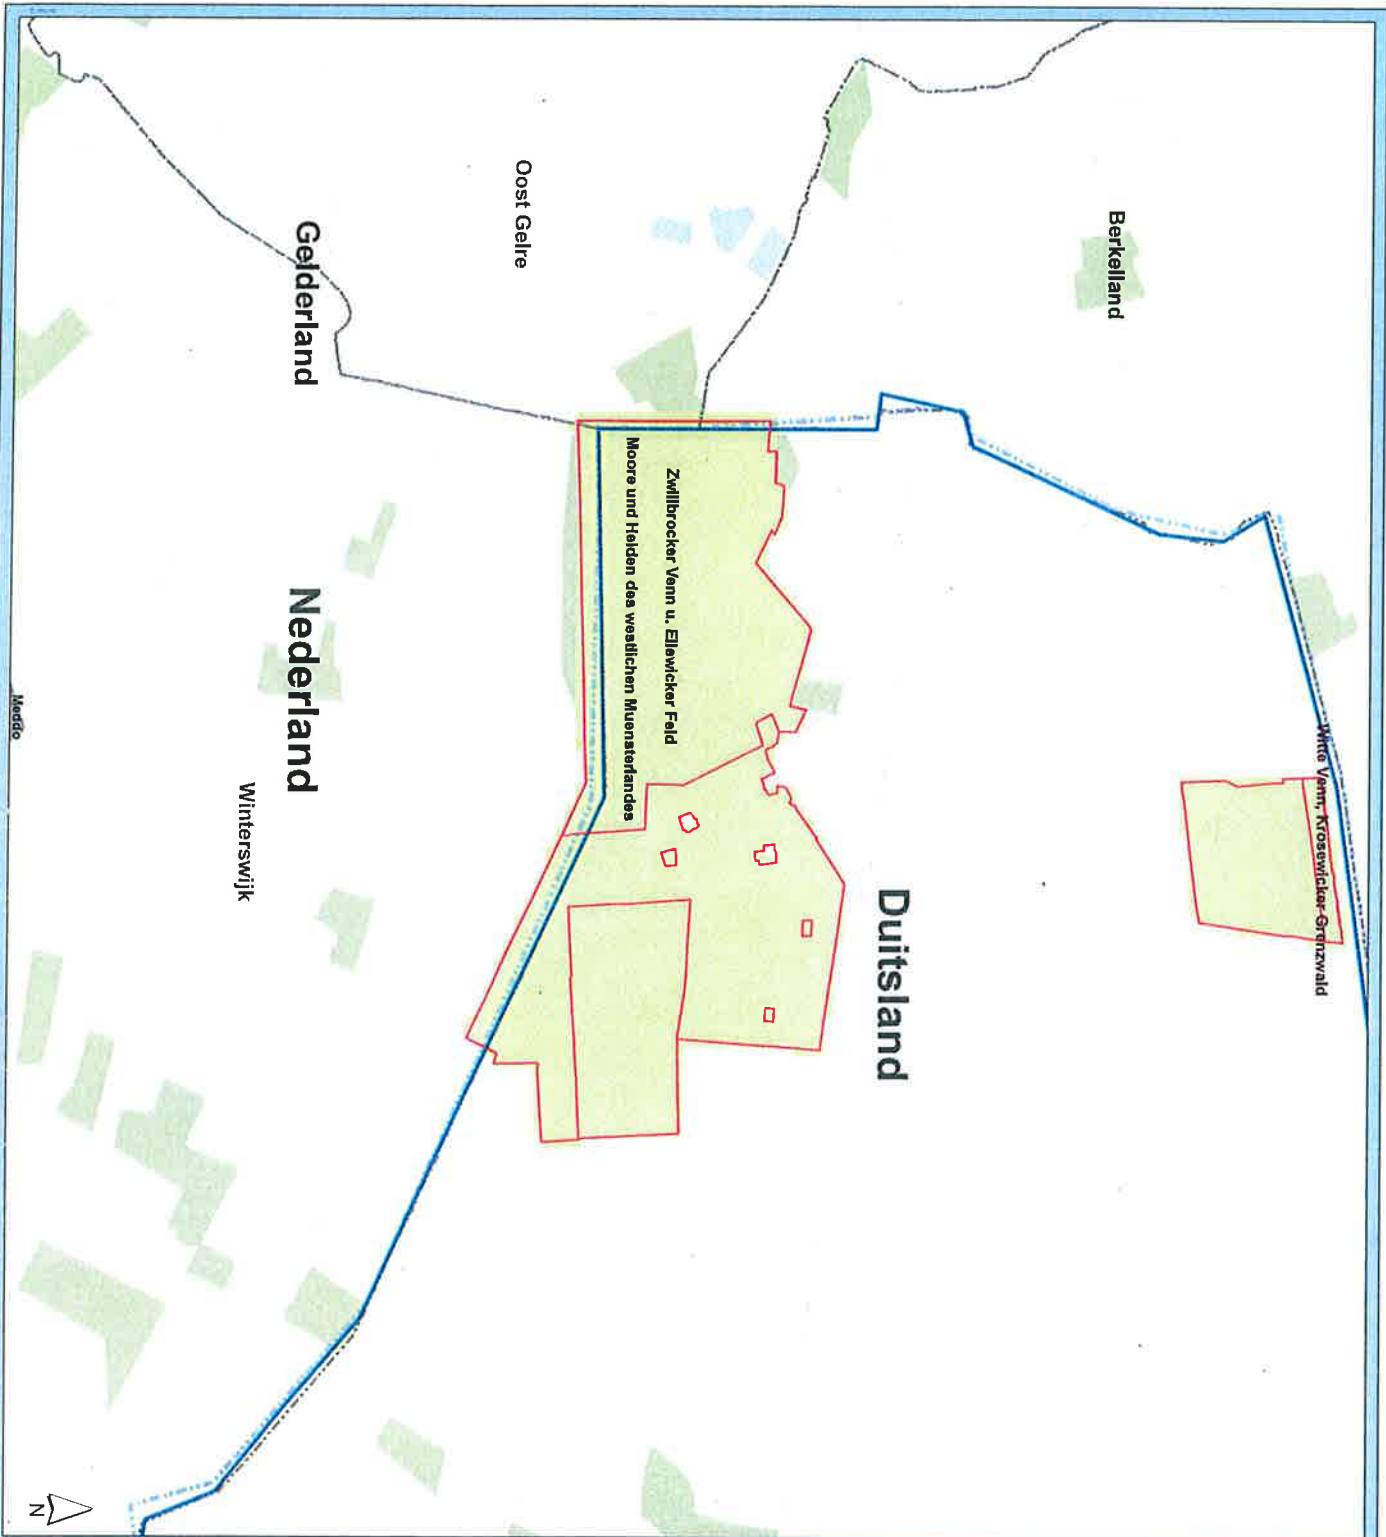 Witte Venn, Krosewicker Grenzwald
Berkelland
Duitsland
Zwillbrocker Venn u. Ellewicker Feld
Moore und Heiden des westlichen Muensterlandes
Oost Gelre
Gelderland
Nederland
Winterswijk
N
Meddo